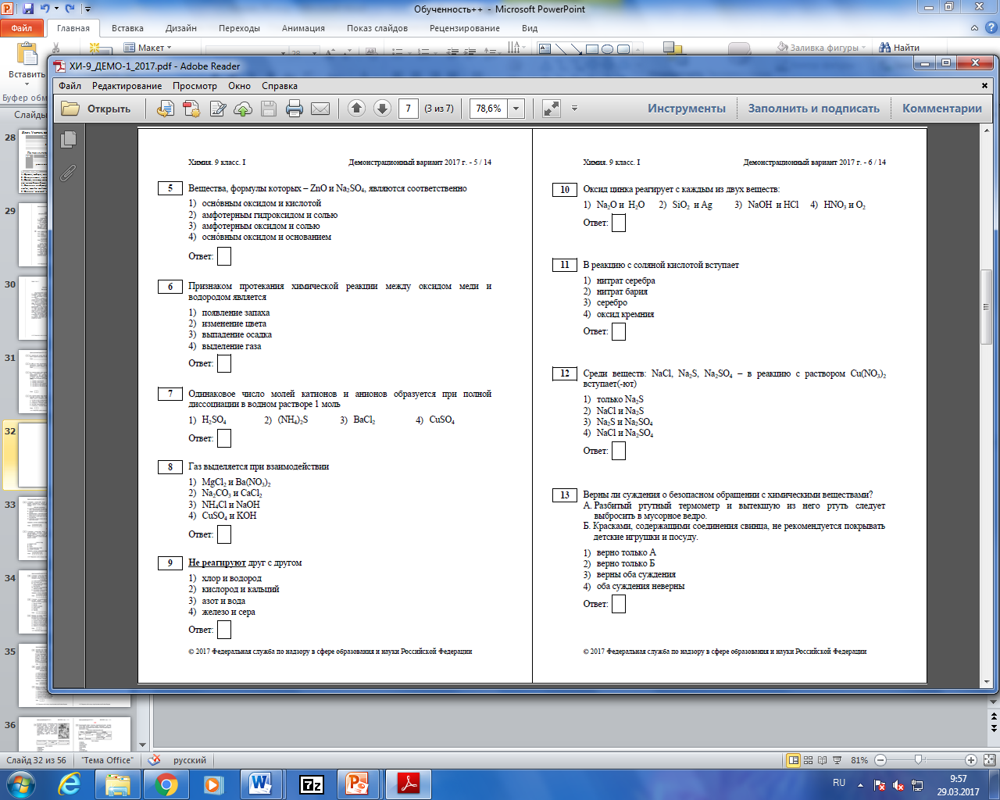 Обученность++ - Microsoft PowerPoint
Файл Главная Вставка Дизайн Переходы Анимация Показ слайдов Рецензирование Вид
Вставить
Макет
28
Заливка фигуры
Найти
Буфер обм
Слайды
ХИ-9_ДЕМО-1_2017.pdf - Adobe Reader
Файл Редактирование Просмотр Окно Справка
Открыть
7 (3 из 7) 78,6%
Инструменты Заполнить и подписать Комментарии
28
29
30
31
32
33
34
35
36
Химия. 9 класс. I Демонстрационный вариант 2017 г. - 5 / 14
5 Вещества, формулы которых – ZnO и Na₂SO₄, являются соответственно
1) оснóвным оксидом и кислотой
2) амфотерным гидроксидом и солью
3) амфотерным оксидом и солью
4) оснóвным оксидом и основанием
Ответ:
6 Признаком протекания химической реакции между оксидом меди и
водородом является
1) появление запаха
2) изменение цвета
3) выпадение осадка
4) выделение газа
Ответ:
7 Одинаковое число молей катионов и анионов образуется при полной
диссоциации в водном растворе 1 моль
1) H₂SO₄ 2) (NH₄)₂S 3) BaCl₂ 4) CuSO₄
Ответ:
8 Газ выделяется при взаимодействии
1) MgCl₂ и Ba(NO₃)₂
2) Na₂CO₃ и CaCl₂
3) NH₄Cl и NaOH
4) CuSO₄ и KOH
Ответ:
9 Не реагируют друг с другом
1) хлор и водород
2) кислород и кальций
3) азот и вода
4) железо и сера
Ответ:
© 2017 Федеральная служба по надзору в сфере образования и науки Российской Федерации
Химия. 9 класс. I Демонстрационный вариант 2017 г. - 6 / 14
10 Оксид цинка реагирует с каждым из двух веществ:
1) Na₂O и H₂O 2) SiO₂ и Ag 3) NaOH и HCl 4) HNO₃ и O₂
Ответ:
11 В реакцию с соляной кислотой вступает
1) нитрат серебра
2) нитрат бария
3) серебро
4) оксид кремния
Ответ:
12 Среди веществ: NaCl, Na₂S, Na₂SO₄ – в реакцию с раствором Cu(NO₃)₂
вступает(-ют)
1) только Na₂S
2) NaCl и Na₂S
3) Na₂S и Na₂SO₄
4) NaCl и Na₂SO₄
Ответ:
13 Верны ли суждения о безопасном обращении с химическими веществами?
А. Разбитый ртутный термометр и вытекшую из него ртуть следует
выбросить в мусорное ведро.
Б. Красками, содержащими соединения свинца, не рекомендуется покрывать
детские игрушки и посуду.
1) верно только А
2) верно только Б
3) верны оба суждения
4) оба суждения неверны
Ответ:
© 2017 Федеральная служба по надзору в сфере образования и науки Российской Федерации
Слайд 32 из 56 "Тема Office" русский 81%
RU 9:57
29.03.2017